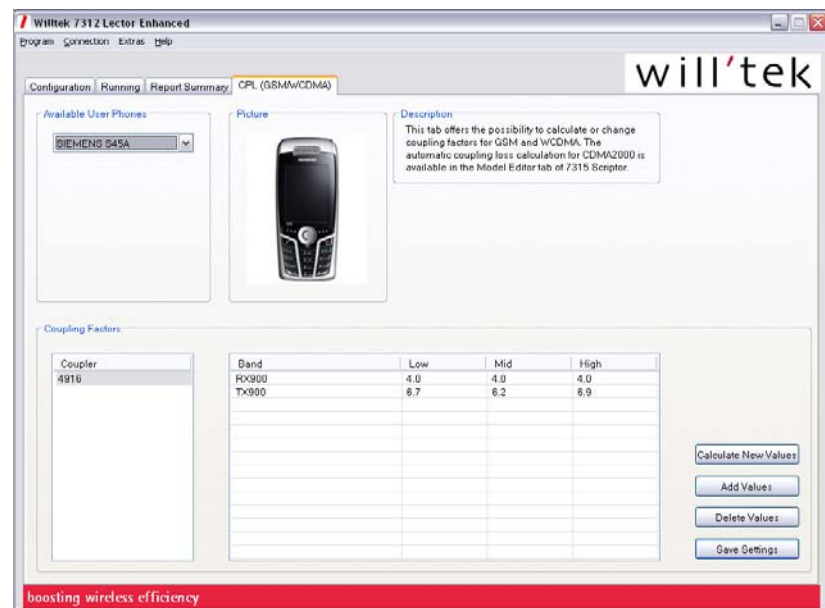 Willtek 7312 Lector Enhanced
Program Connection Extras Help
will'tek
Configuration Running Report Summary CPL (GSM/WCDMA)
Available User Phones
SIEMENS S45A
Picture
SIEMENS
Description
This tab offers the possibility to calculate or change
coupling factors for GSM and WCDMA. The
automatic coupling loss calculation for CDMA2000 is
available in the Model Editor tab of 7315 Scriptor.
Coupling Factors
Coupler
4916
Band Low Mid High
RX900 4.0 4.0 4.0
TX900 6.7 6.2 6.9
Calculate New Values
Add Values
Delete Values
Save Settings
boosting wireless efficiency